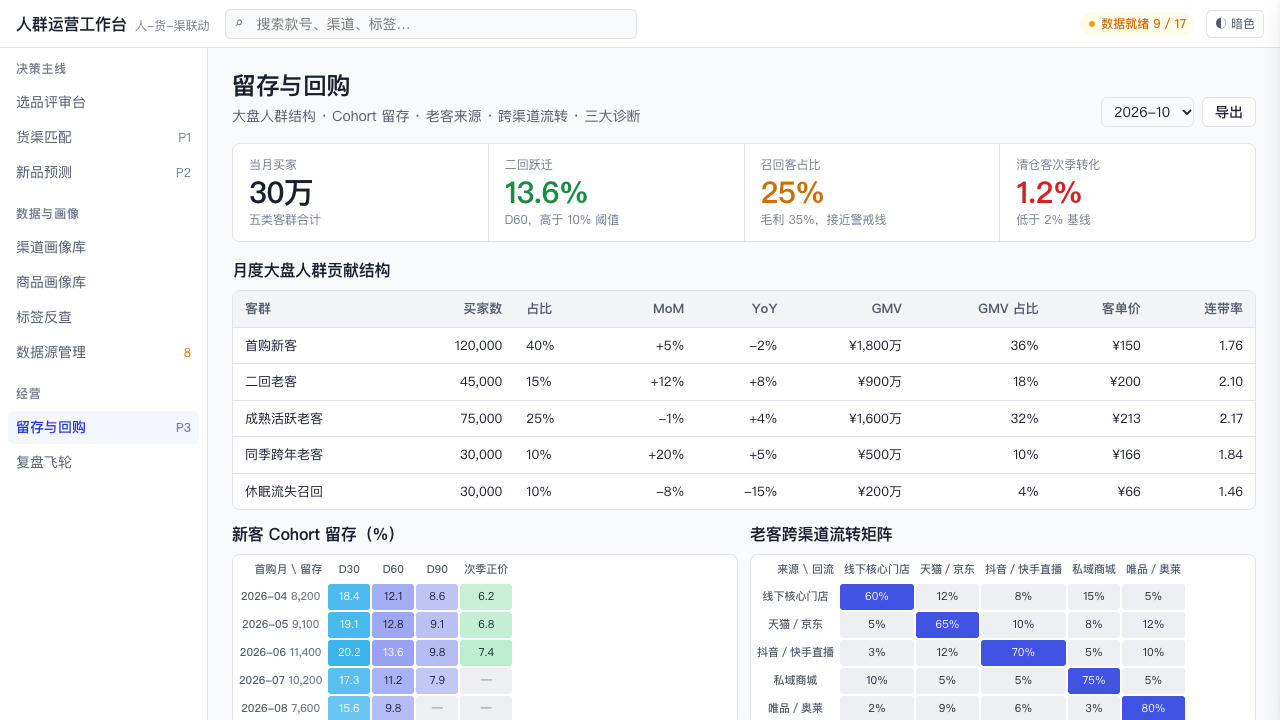 人群运营工作台 人–货–渠联动 搜索款号、渠道、标签... 数据就绪 9 / 17 暗色
决策主线
选品评审台
货渠匹配 P1
新品预测 P2
数据与画像
渠道画像库
商品画像库
标签反查
数据源管理 8
经营
留存与回购 P3
复盘飞轮
留存与回购
大盘人群结构 · Cohort 留存 · 老客来源 · 跨渠道流转 · 三大诊断
2026–10 导出
当月买家
30万
五类客群合计
二回跃迁
13.6%
D60，高于 10% 阈值
召回客占比
25%
毛利 35%，接近警戒线
清仓客次季转化
1.2%
低于 2% 基线
月度大盘人群贡献结构
客群 买家数 占比 MoM YoY GMV GMV 占比 客单价 连带率
首购新客 120,000 40% +5% –2% ¥1,800万 36% ¥150 1.76
二回老客 45,000 15% +12% +8% ¥900万 18% ¥200 2.10
成熟活跃老客 75,000 25% –1% +4% ¥1,600万 32% ¥213 2.17
同季跨年老客 30,000 10% +20% +5% ¥500万 10% ¥166 1.84
休眠流失召回 30,000 10% –8% –15% ¥200万 4% ¥66 1.46
新客 Cohort 留存（%）
首购月 \ 留存 D30 D60 D90 次季正价
2026–04 8,200 18.4 12.1 8.6 6.2
2026–05 9,100 19.1 12.8 9.1 6.8
2026–06 11,400 20.2 13.6 9.8 7.4
2026–07 10,200 17.3 11.2 7.9 —
2026–08 7,600 15.6 9.8 — —
老客跨渠道流转矩阵
来源 \ 回流 线下核心门店 天猫 / 京东 抖音 / 快手直播 私域商城 唯品 / 奥莱
线下核心门店 60% 12% 8% 15% 5%
天猫 / 京东 5% 65% 10% 8% 12%
抖音 / 快手直播 3% 12% 70% 5% 10%
私域商城 10% 5% 5% 75% 5%
唯品 / 奥莱 2% 9% 6% 3% 80%